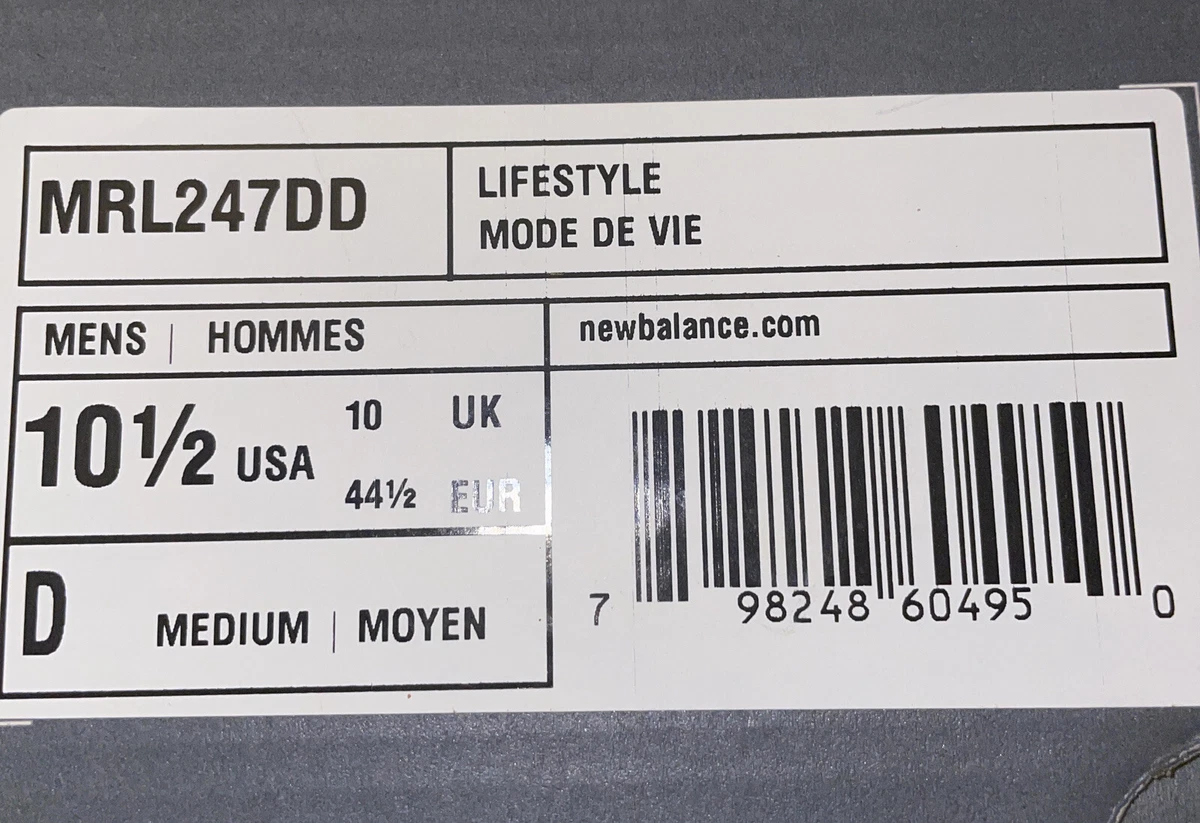 MRL247DD
LIFESTYLE
MODE DE VIE
MENS | HOMMES
newbalance.com
10½ USA
10 UK
44½ EUR
D MEDIUM | MOYEN
7 98248 60495 0